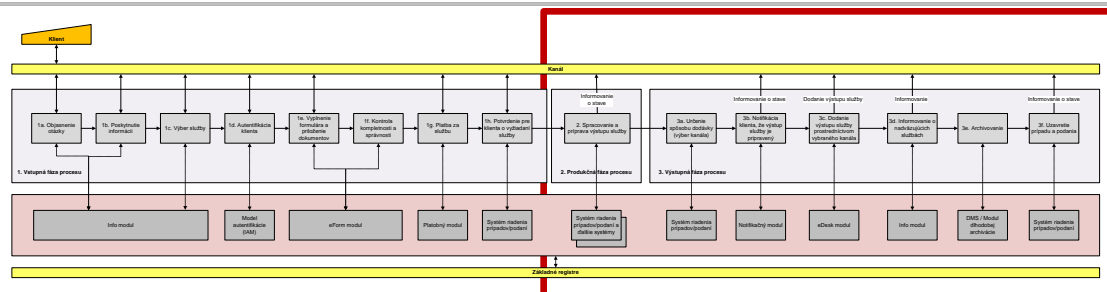 Klient
Kanál
Informovanie
o stave
Informovanie o stave
Dodanie výstupu služby
Informovanie
Informovanie o stave
1a. Objasnenie
otázky
1b. Poskytnutie
informácií
1c. Výber služby
1d. Autentifikácia
klienta
1e. Vyplnenie
formulára a
priloženie
dokumentov
1f. Kontrola
kompletnosti a
správnosti
1g. Platba za
službu
1h. Potvrdenie pre
klienta o vyžiadaní
služby
2. Spracovanie a
príprava výstupu služby
3a. Určenie
spôsobu dodávky
(výber kanála)
3b. Notifikácia
klienta, že výstup
služby je
pripravený
3c. Dodanie
výstupu služby
prostredníctvom
vybraného kanála
3d. Informovanie o
nadväzujúcich
službách
3e. Archivovanie
3f. Uzavretie
prípadu a podania
1. Vstupná fáza procesu
2. Produkčná fáza procesu
3. Výstupná fáza procesu
Info modul
Model
autentifikácie
(IAM)
eForm modul
Platobný modul
Systém riadenia
prípadov/podaní
Systém riadenia
prípadov/podaní a
ďalšie systémy
Systém riadenia
prípadov/podaní
Notifikačný modul
eDesk modul
Info modul
DMS / Modul
dlhodobej
archivácie
Systém riadenia
prípadov/podaní
Základné registre